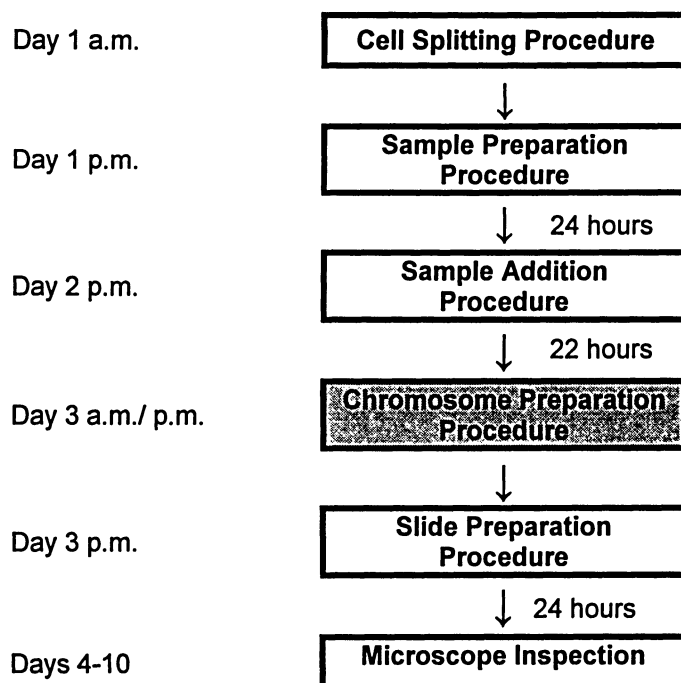 Day 1 a.m.
Cell Splitting Procedure
Day 1 p.m.
Sample Preparation
Procedure
24 hours
Day 2 p.m.
Sample Addition
Procedure
22 hours
Day 3 a.m./ p.m.
Chromosome Preparation
Procedure
Day 3 p.m.
Slide Preparation
Procedure
24 hours
Days 4-10
Microscope Inspection